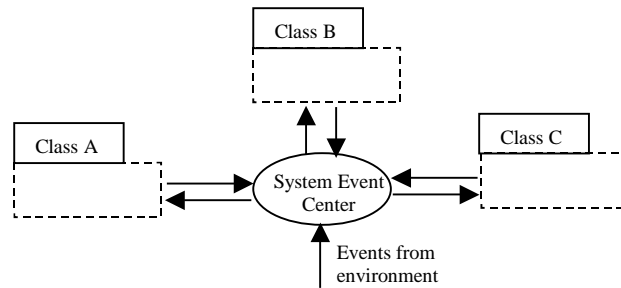 Class B
Class A
Class C
System Event
Center
Events from
environment